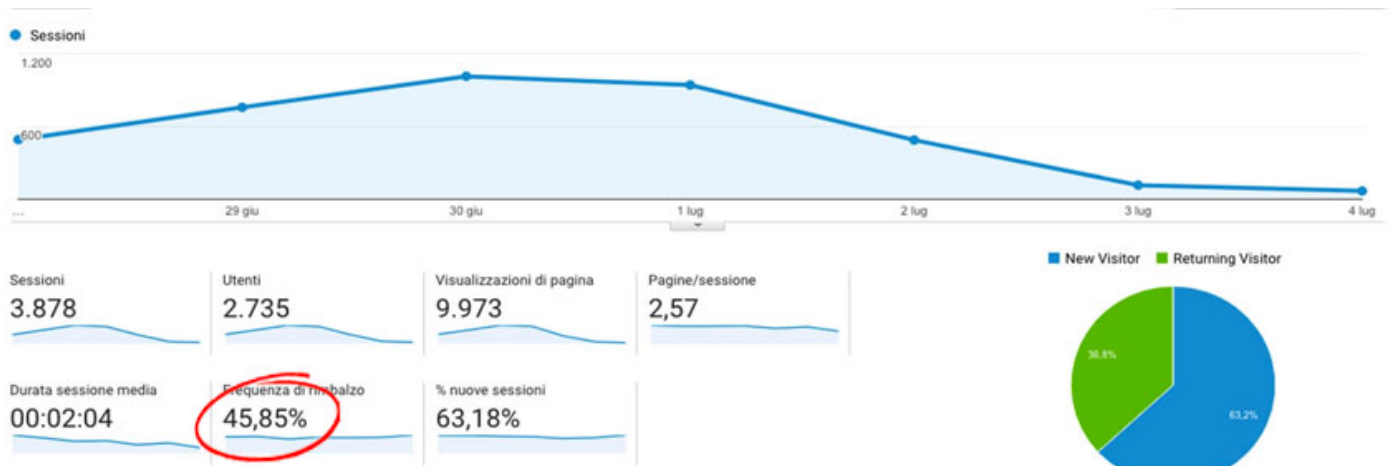 Sessioni
1.200
600
... 29 giu 30 giu 1 lug 2 lug 3 lug 4 lug
New Visitor Returning Visitor
Sessioni Utenti Visualizzazioni di pagina Pagine/sessione
3.878 2.735 9.973 2,57
36,8%
63,2%
Durata sessione media Frequenza di rimbalzo % nuove sessioni
00:02:04 45,85% 63,18%